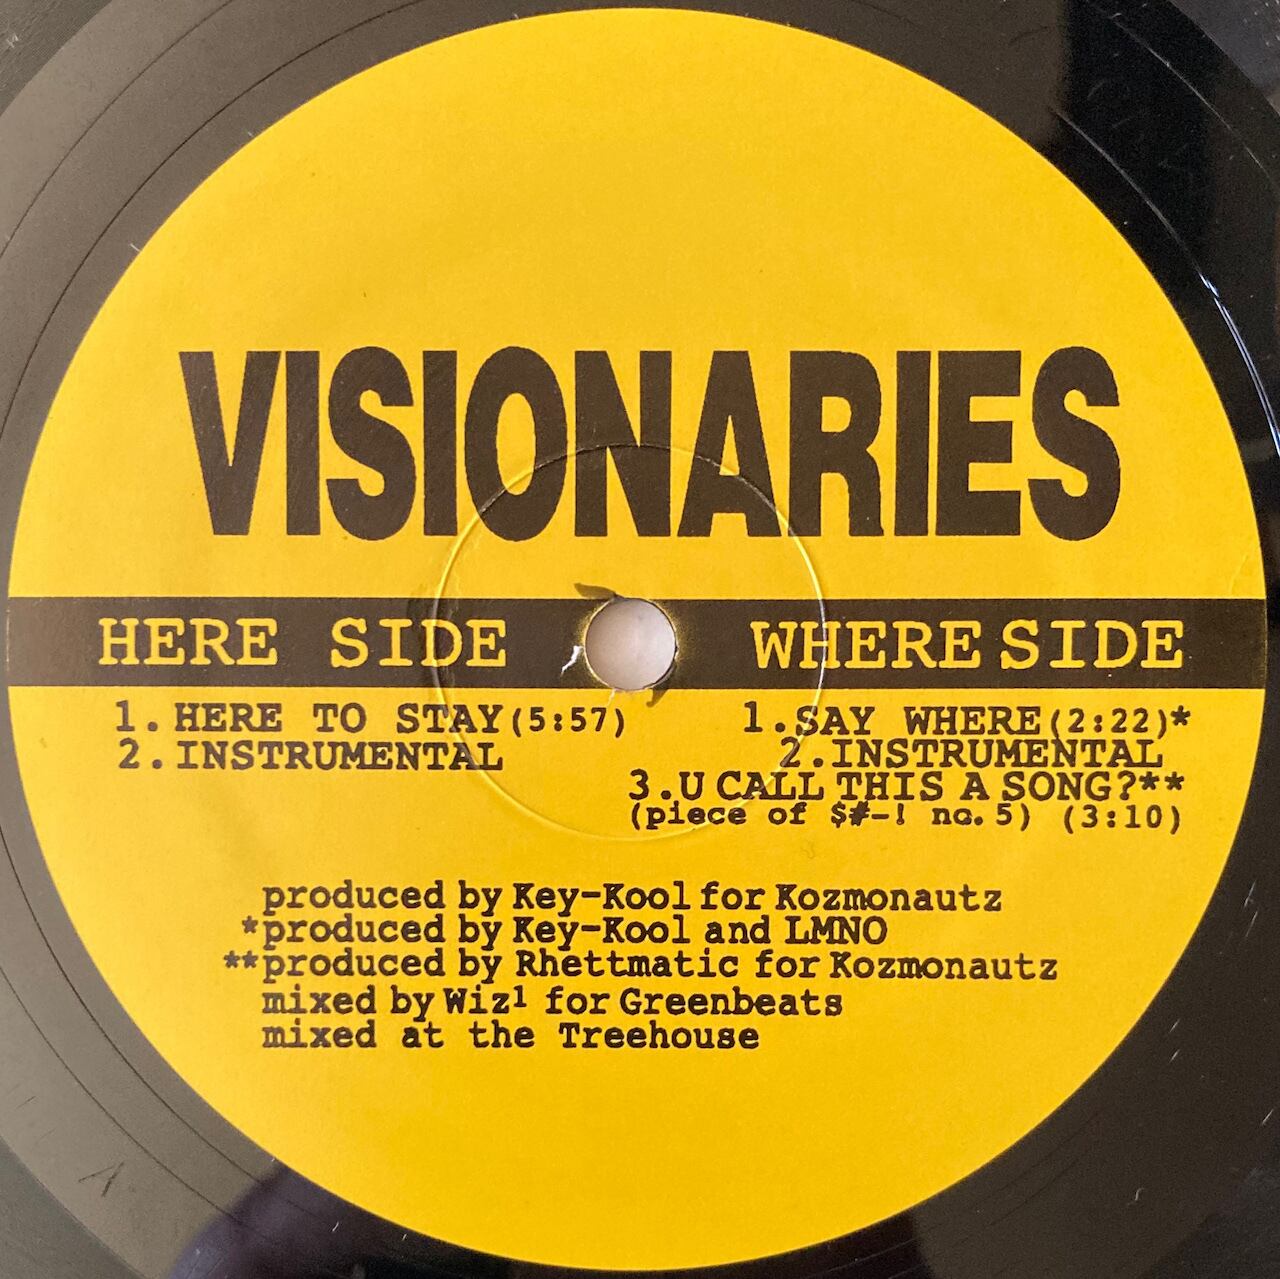 VISIONARIES
HERE SIDE
WHERE SIDE
1. HERE TO STAY (5:57)
2. INSTRUMENTAL
1. SAY WHERE (2:22)*
2. INSTRUMENTAL
3. U CALL THIS A SONG?**
(piece of $#-! no. 5) (3:10)
produced by Key-Kool for Kozmonautz
*produced by Key-Kool and LMNO
**produced by Rhettmatic for Kozmonautz
mixed by Wiz¹ for Greenbeats
mixed at the Treehouse